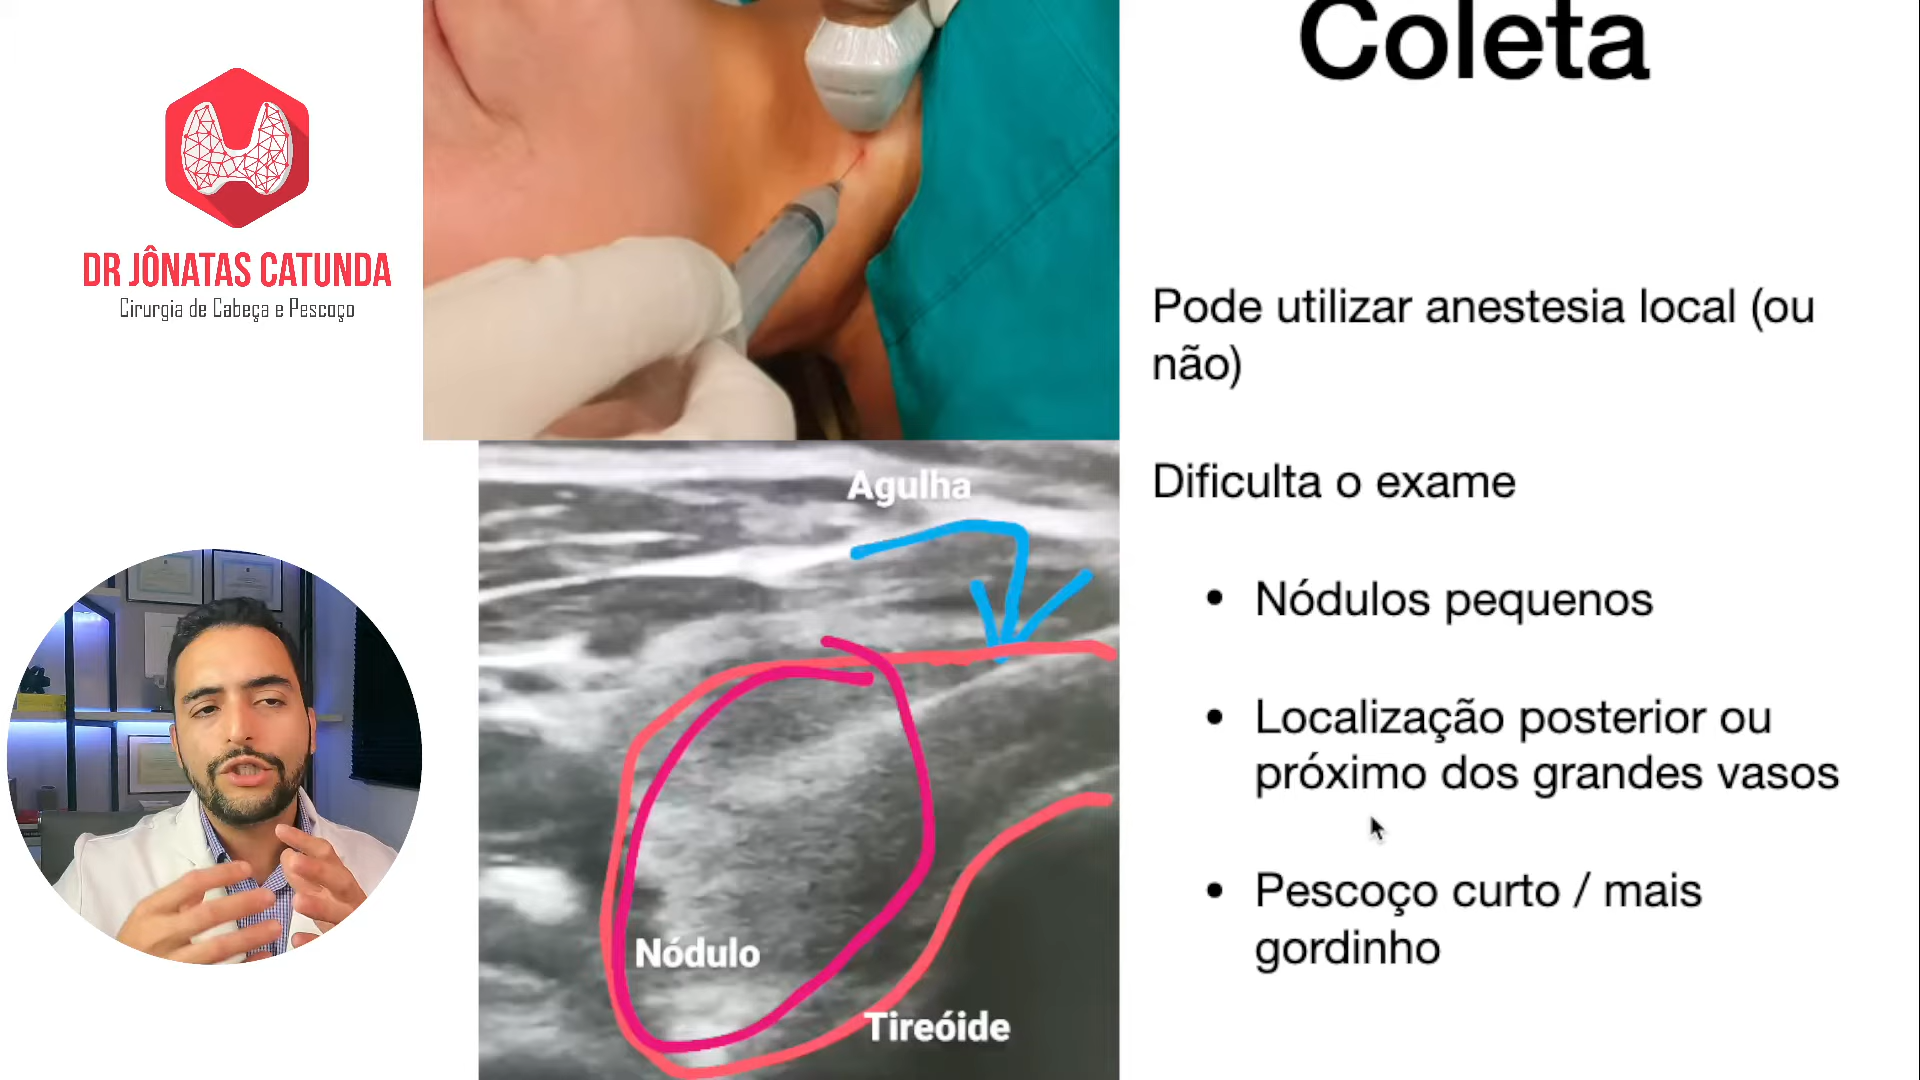 Coleta
DR JÔNATAS CATUNDA
Cirurgia de Cabeça e Pescoço
Pode utilizar anestesia local (ou
não)
Dificulta o exame
• Nódulos pequenos
• Localização posterior ou
próximo dos grandes vasos
• Pescoço curto / mais
gordinho
Agulha
Nódulo
Tireóide